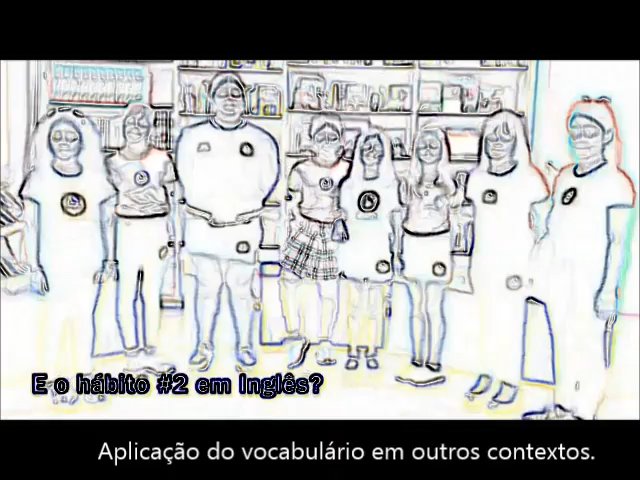 E o hábito #2 em Inglês?
Aplicação do vocabulário em outros contextos.